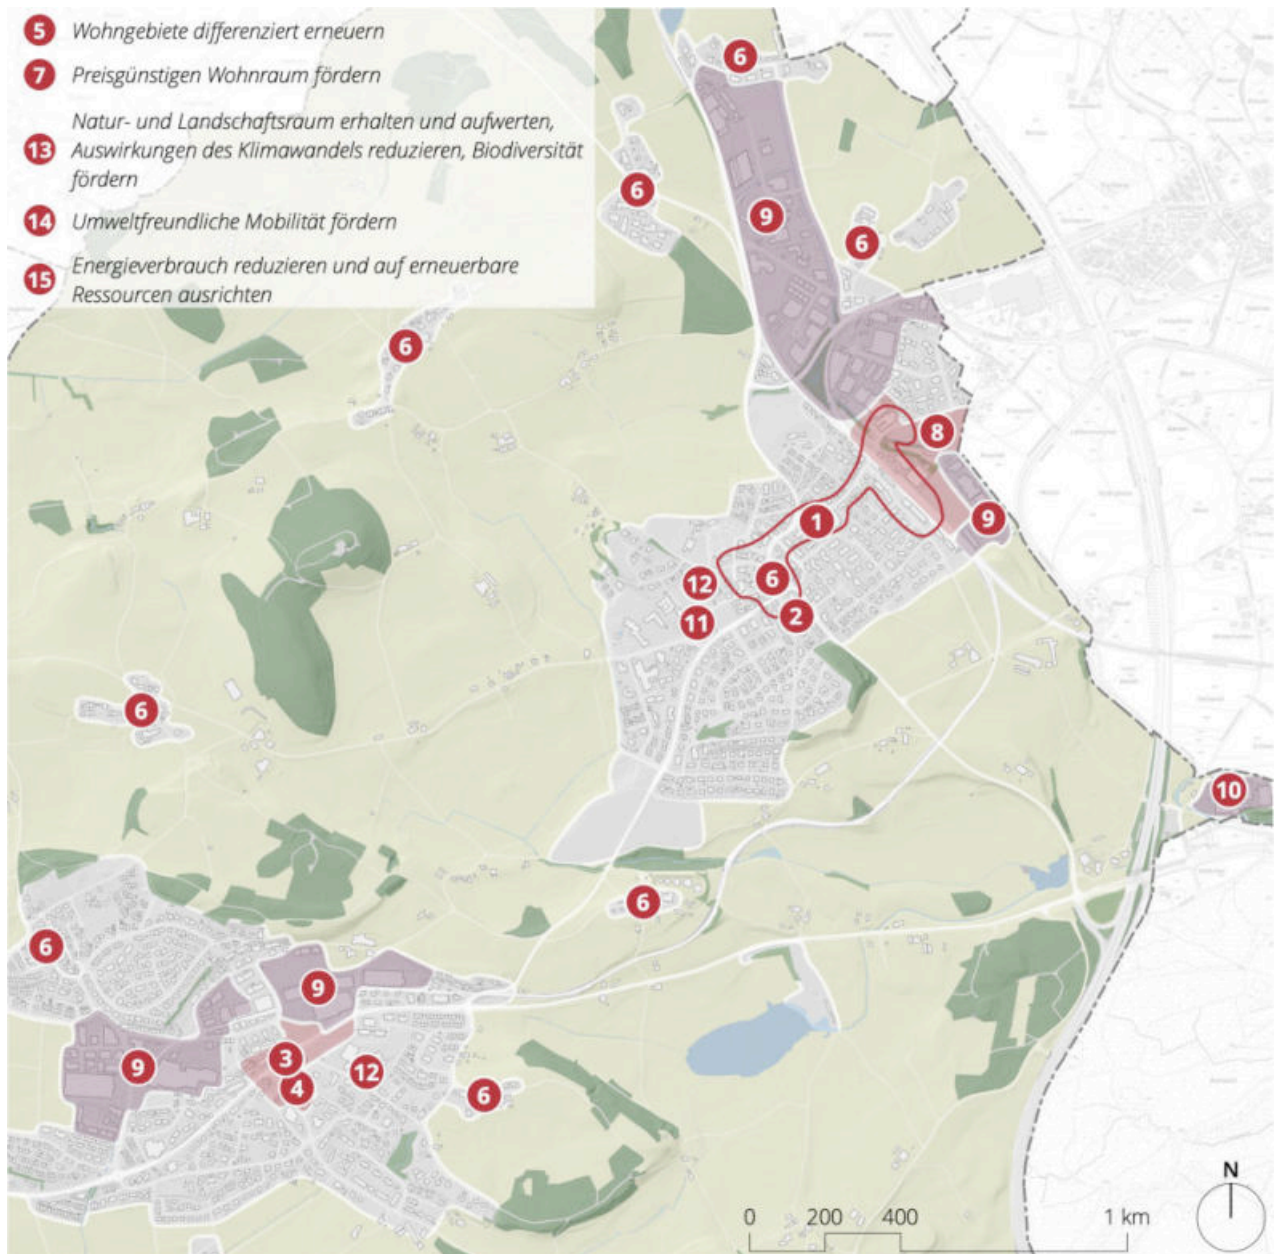 5 Wohngebiete differenziert erneuern
7 Preisgünstigen Wohnraum fördern
Natur- und Landschaftsraum erhalten und aufwerten,
13 Auswirkungen des Klimawandels reduzieren, Biodiversität
fördern
14 Umweltfreundliche Mobilität fördern
Energieverbrauch reduzieren und auf erneuerbare
15 Ressourcen ausrichten
6
6
9
6
6
8
1
9
12
6
11
2
6
10
6
6
9
3
9
12
4
6
N
0 200 400 1 km